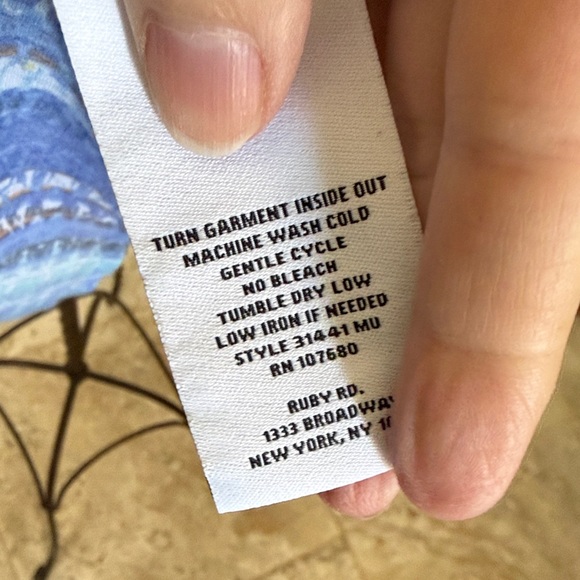 TURN GARMENT INSIDE OUT
MACHINE WASH COLD
GENTLE CYCLE
NO BLEACH
TUMBLE DRY LOW
LOW IRON IF NEEDED
STYLE 31441 MU
RN 107680
RUBY RD.
1333 BROADWAY
NEW YORK, NY